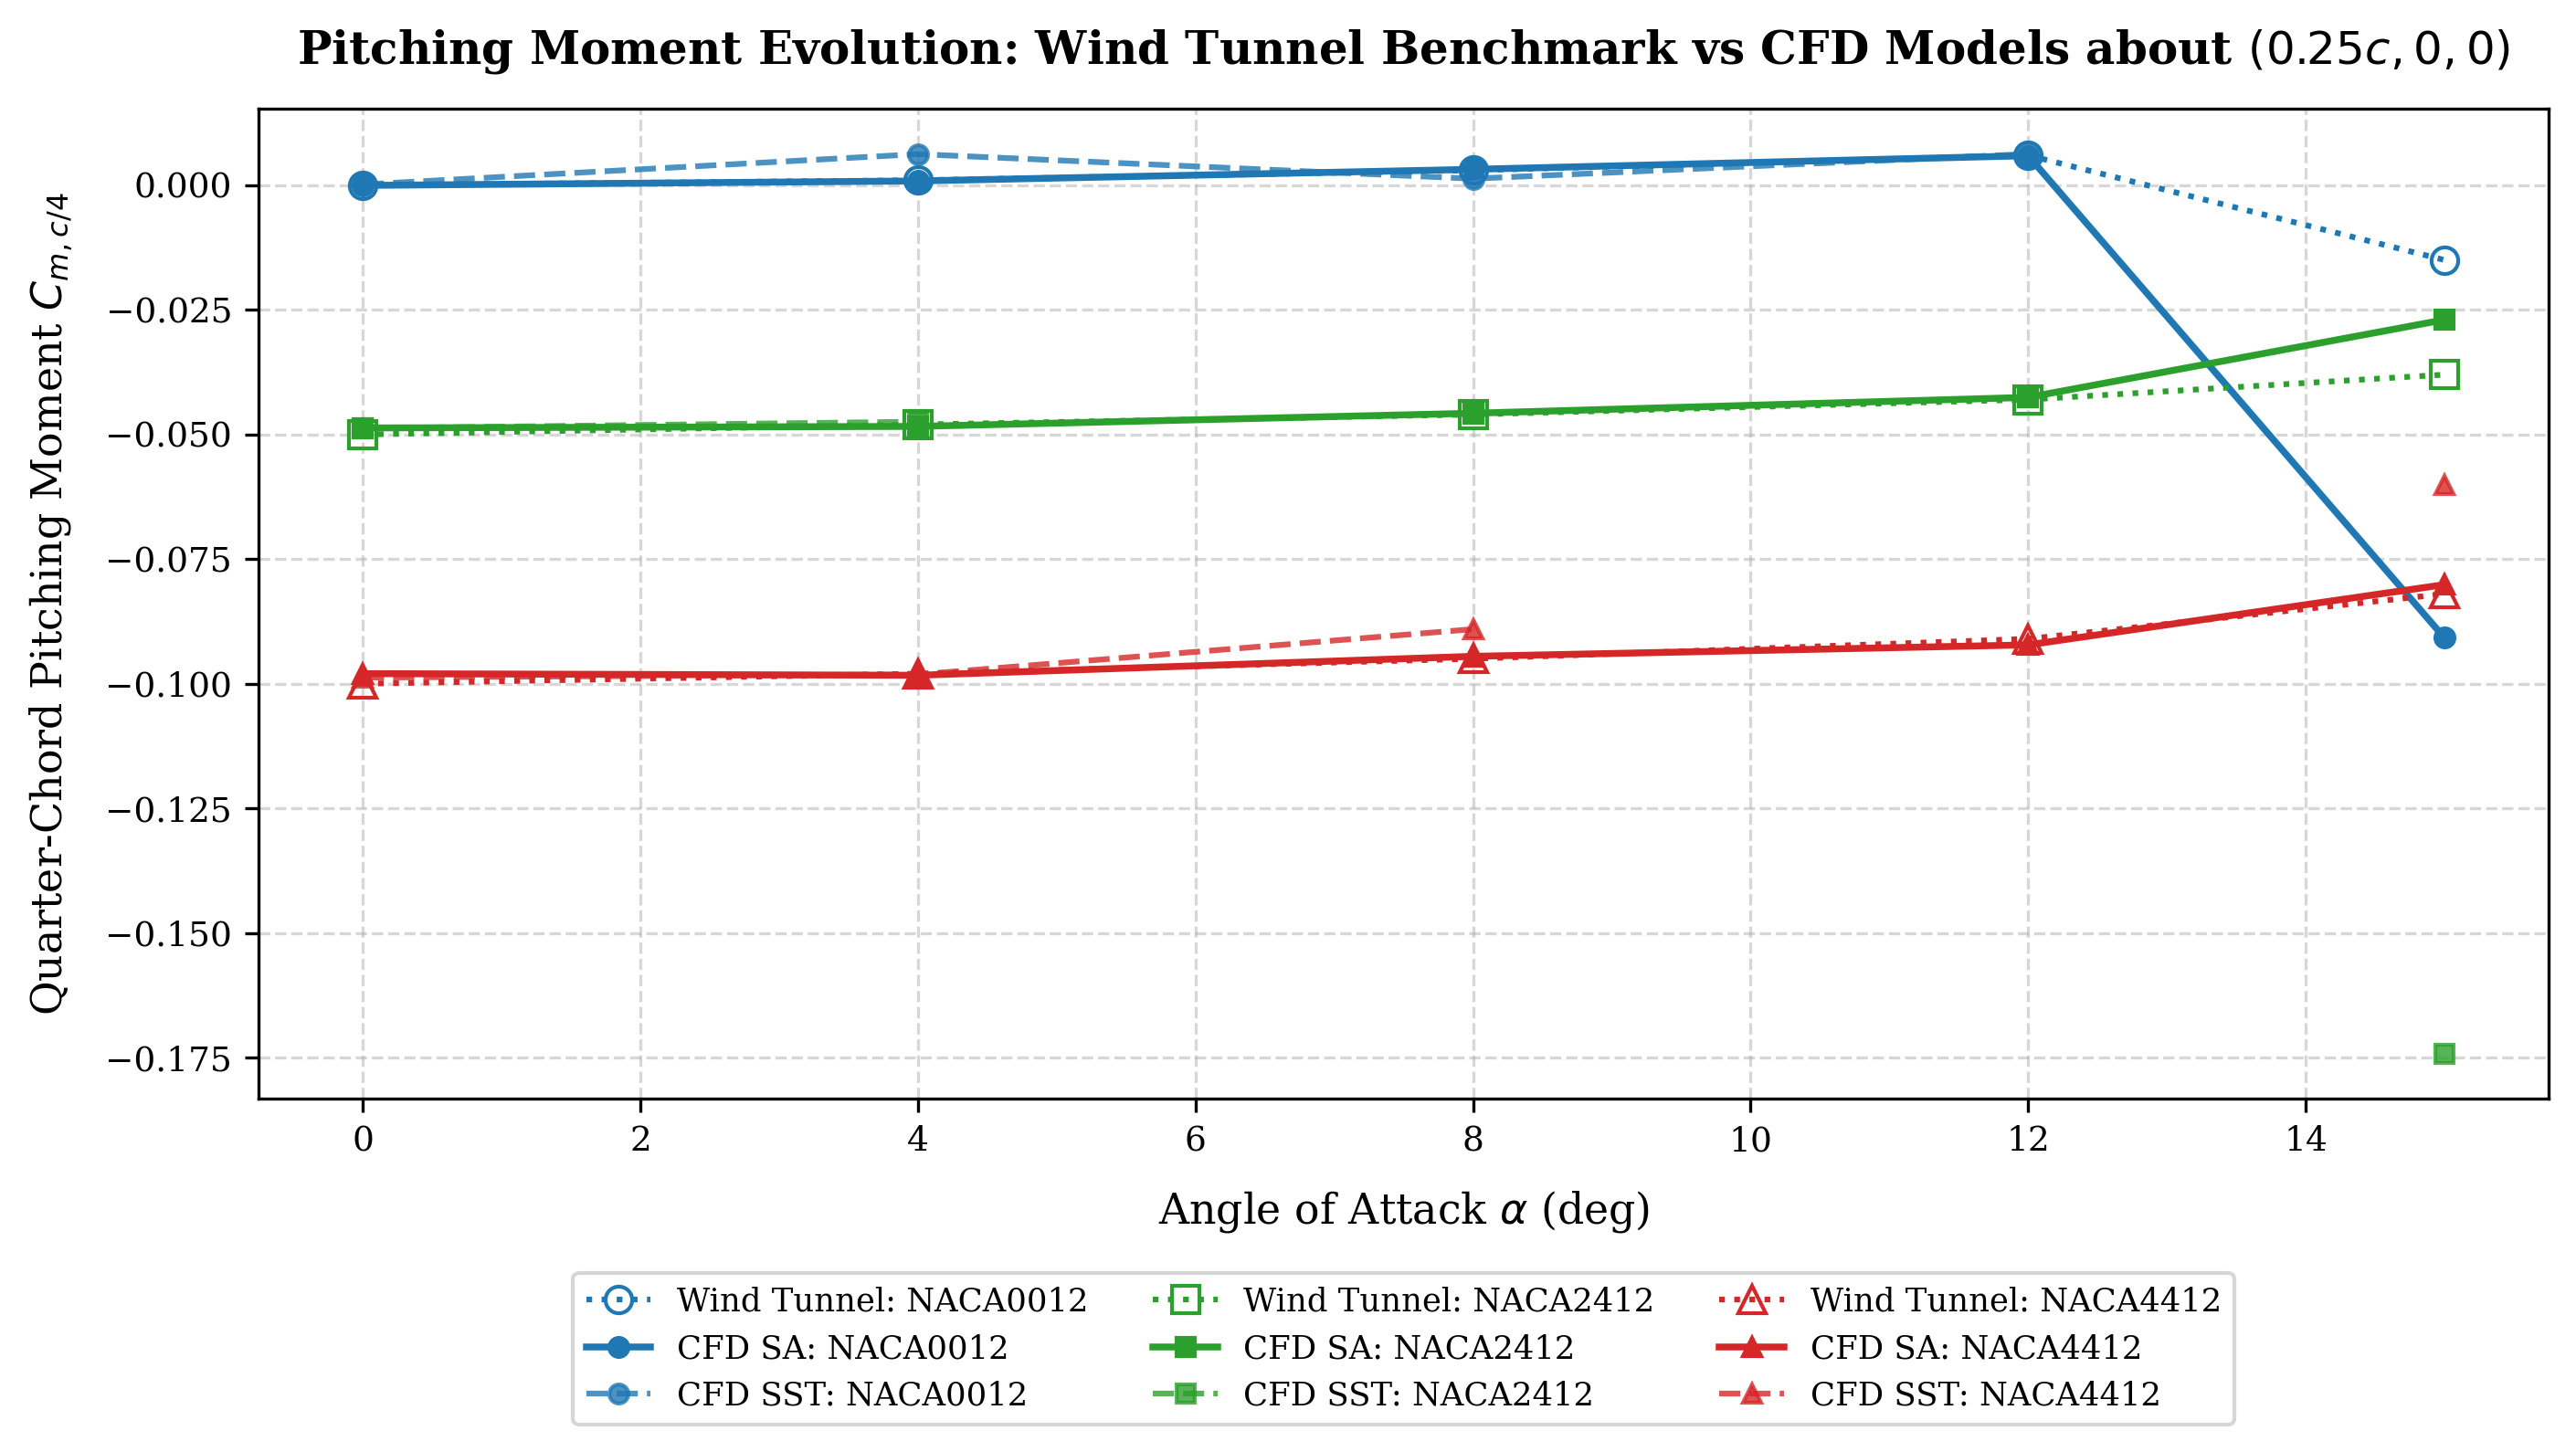 Pitching Moment Evolution: Wind Tunnel Benchmark vs CFD Models about (0.25c, 0, 0)
Quarter-Chord Pitching Moment C_{m, c/4}
0.000
−0.025
−0.050
−0.075
−0.100
−0.125
−0.150
−0.175
0 2 4 6 8 10 12 14
Angle of Attack α (deg)
Wind Tunnel: NACA0012
CFD SA: NACA0012
CFD SST: NACA0012
Wind Tunnel: NACA2412
CFD SA: NACA2412
CFD SST: NACA2412
Wind Tunnel: NACA4412
CFD SA: NACA4412
CFD SST: NACA4412